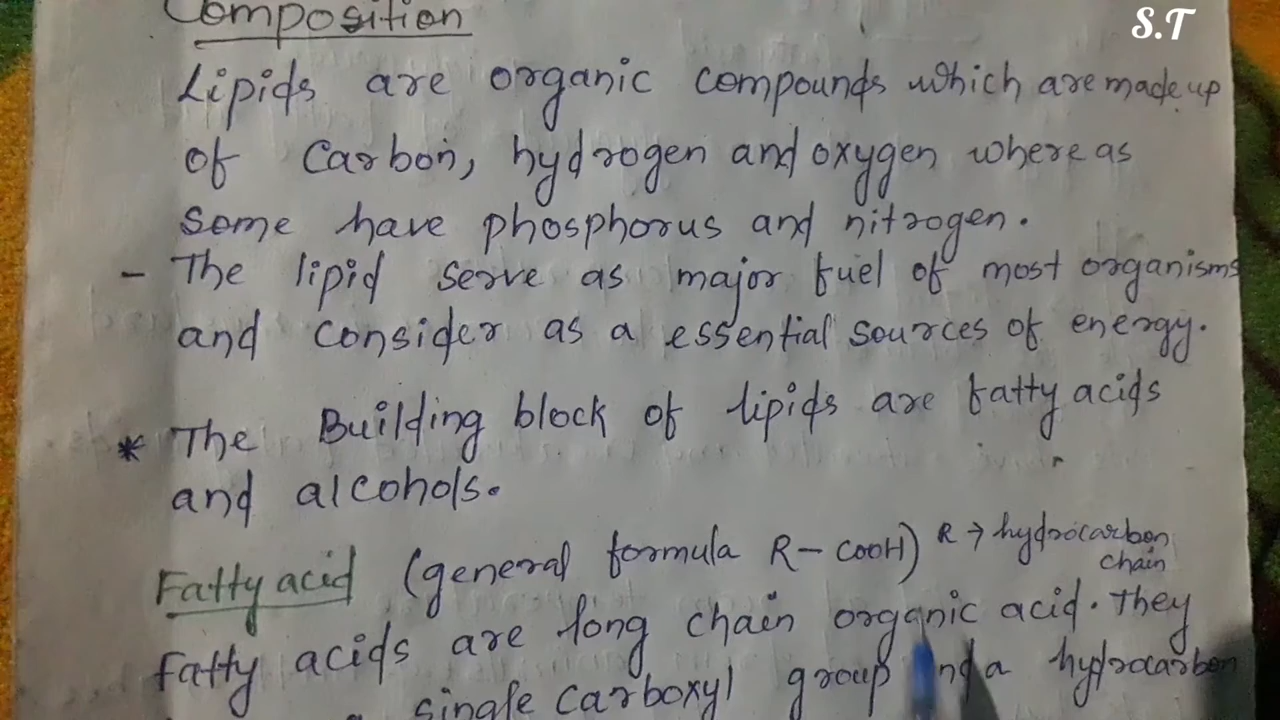 Composition
S.T
Lipids are organic compounds which are made up
of Carbon, hydrogen and oxygen where as
some have phosphorus and nitrogen.
- The lipid serve as major fuel of most organisms
and consider as a essential sources of energy.
* The Building block of lipids are fatty acids
and alcohols.
Fatty acid (general formula R-COOH) R → hydrocarbon
chain
Fatty acids are long chain organic acid. They
single carboxyl group and a hydrocarbon